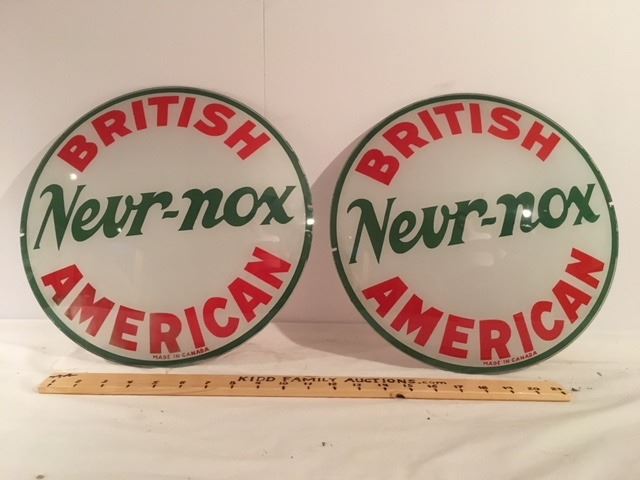 BRITISH
Nevr-nox
AMERICAN
MADE IN CANADA
BRITISH
Nevr-nox
AMERICAN
MADE IN CANADA
KIDD FAMILY AUCTIONS.com